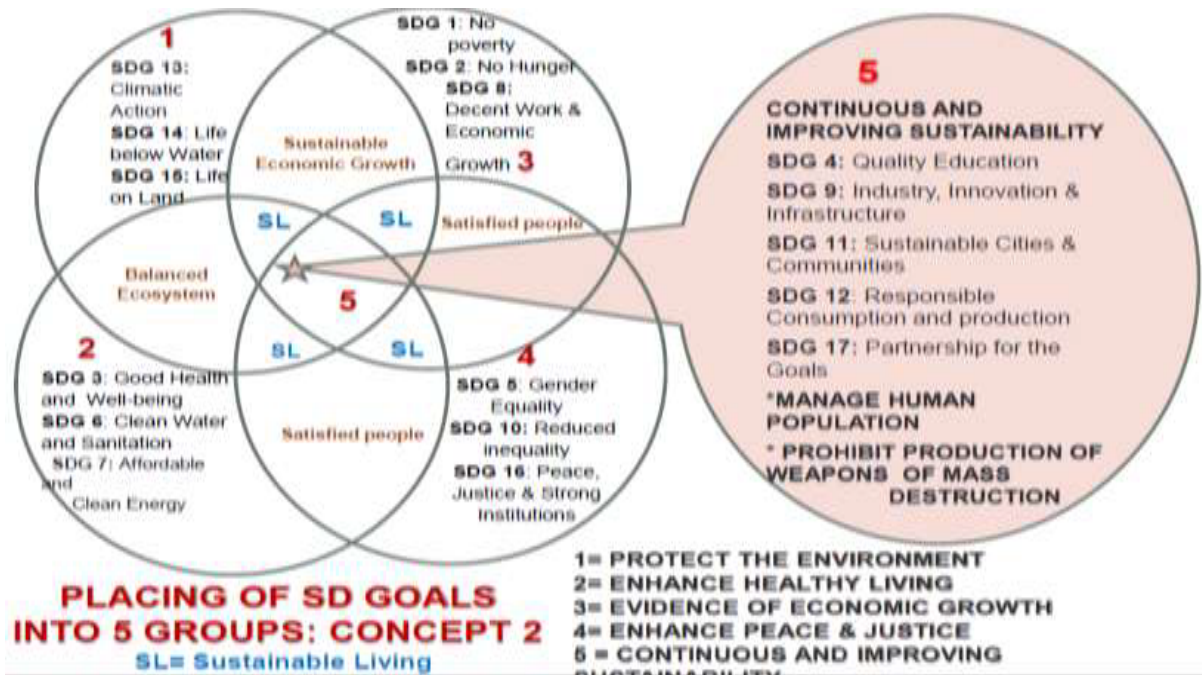 1
SDG 13:
Climatic
Action
SDG 14: Life
below Water
SDG 15: Life
on Land
SDG 1: No
poverty
SDG 2: No Hunger
SDG 8:
Decent Work &
Economic
Growth 3
Sustainable
Economic Growth
SL
SL
Satisfied people
Balanced
Ecosystem
5
SL
SL
2
SDG 3: Good Health
and Well-being
SDG 6: Clean Water
and Sanitation
SDG 7: Affordable
and
Clean Energy
Satisfied people
4
SDG 5: Gender
Equality
SDG 10: Reduced
inequality
SDG 16: Peace,
Justice & Strong
Institutions
5
CONTINUOUS AND
IMPROVING SUSTAINABILITY
SDG 4: Quality Education
SDG 9: Industry, Innovation &
Infrastructure
SDG 11: Sustainable Cities &
Communities
SDG 12: Responsible
Consumption and production
SDG 17: Partnership for the
Goals
*MANAGE HUMAN
POPULATION
* PROHIBIT PRODUCTION OF
WEAPONS OF MASS
DESTRUCTION
PLACING OF SD GOALS
INTO 5 GROUPS: CONCEPT 2
SL= Sustainable Living
1= PROTECT THE ENVIRONMENT
2= ENHANCE HEALTHY LIVING
3= EVIDENCE OF ECONOMIC GROWTH
4= ENHANCE PEACE & JUSTICE
5 = CONTINUOUS AND IMPROVING
SUSTAINABILITY